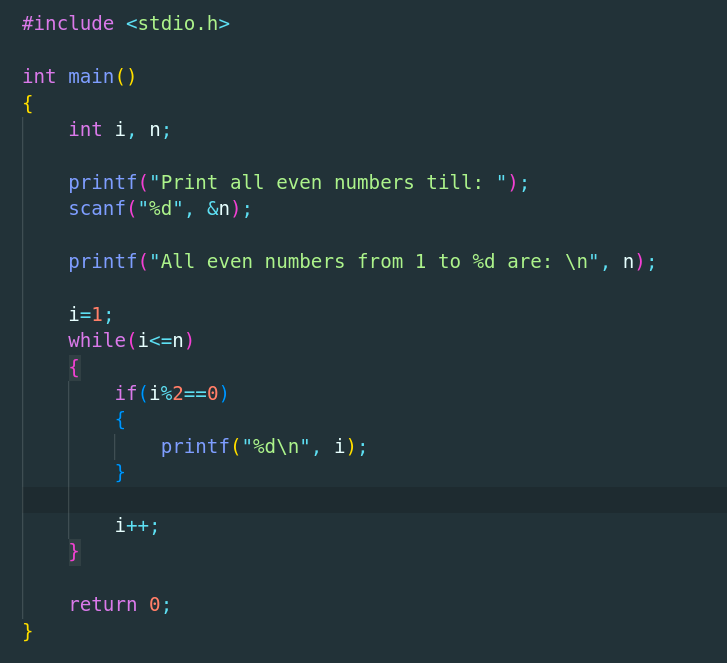 #include <stdio.h>

int main()
{
    int i, n;

    printf("Print all even numbers till: ");
    scanf("%d", &n);

    printf("All even numbers from 1 to %d are: \n", n);

    i=1;
    while(i<=n)
    {
        if(i%2==0)
        {
            printf("%d\n", i);
        }

        i++;
    }

    return 0;
}